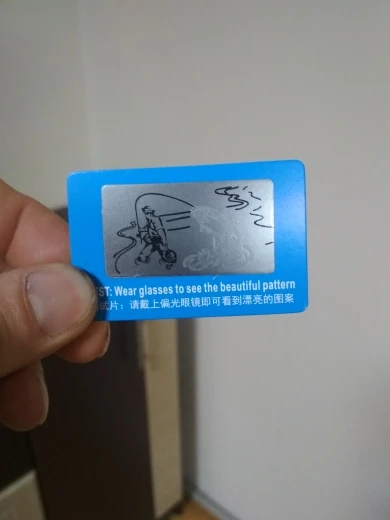 ST: Wear glasses to see the beautiful pattern
试片：请戴上偏光眼镜即可看到漂亮的图案